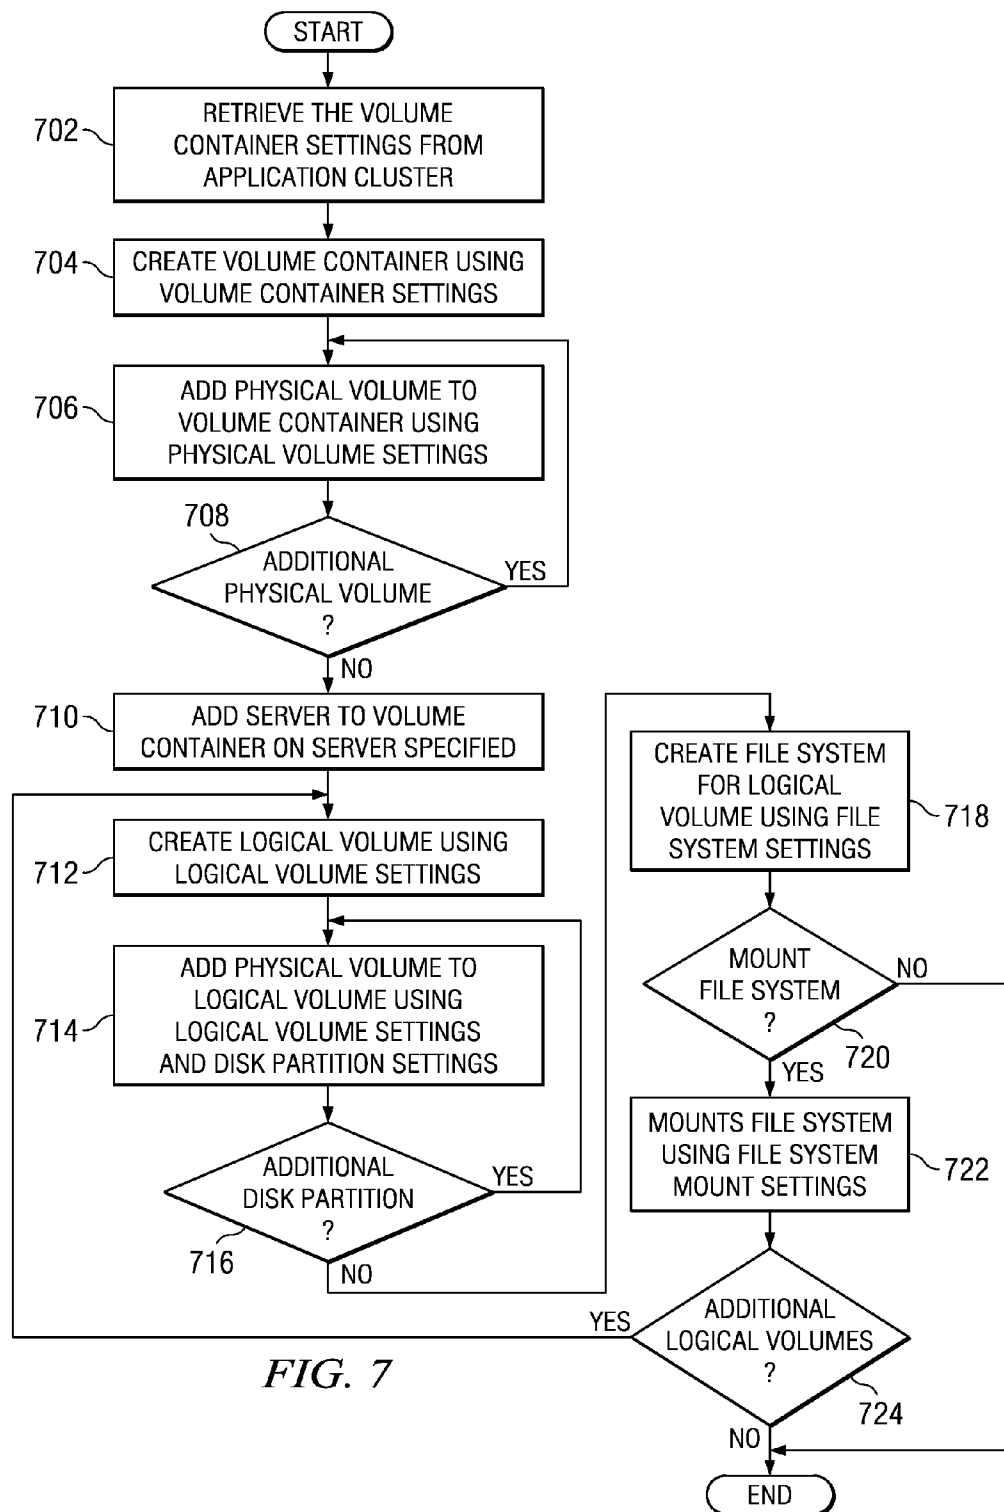 START
702
RETRIEVE THE VOLUME
CONTAINER SETTINGS FROM
APPLICATION CLUSTER
704
CREATE VOLUME CONTAINER USING
VOLUME CONTAINER SETTINGS
706
ADD PHYSICAL VOLUME TO
VOLUME CONTAINER USING
PHYSICAL VOLUME SETTINGS
708
ADDITIONAL
PHYSICAL VOLUME
?
YES
NO
710
ADD SERVER TO VOLUME
CONTAINER ON SERVER SPECIFIED
712
CREATE LOGICAL VOLUME USING
LOGICAL VOLUME SETTINGS
714
ADD PHYSICAL VOLUME TO
LOGICAL VOLUME USING
LOGICAL VOLUME SETTINGS
AND DISK PARTITION SETTINGS
716
ADDITIONAL
DISK PARTITION
?
YES
NO
CREATE FILE SYSTEM
FOR LOGICAL
VOLUME USING FILE
SYSTEM SETTINGS
718
MOUNT
FILE SYSTEM
?
NO
720
YES
MOUNTS FILE SYSTEM
USING FILE SYSTEM
MOUNT SETTINGS
722
YES
ADDITIONAL
LOGICAL VOLUMES
?
724
NO
END
FIG. 7